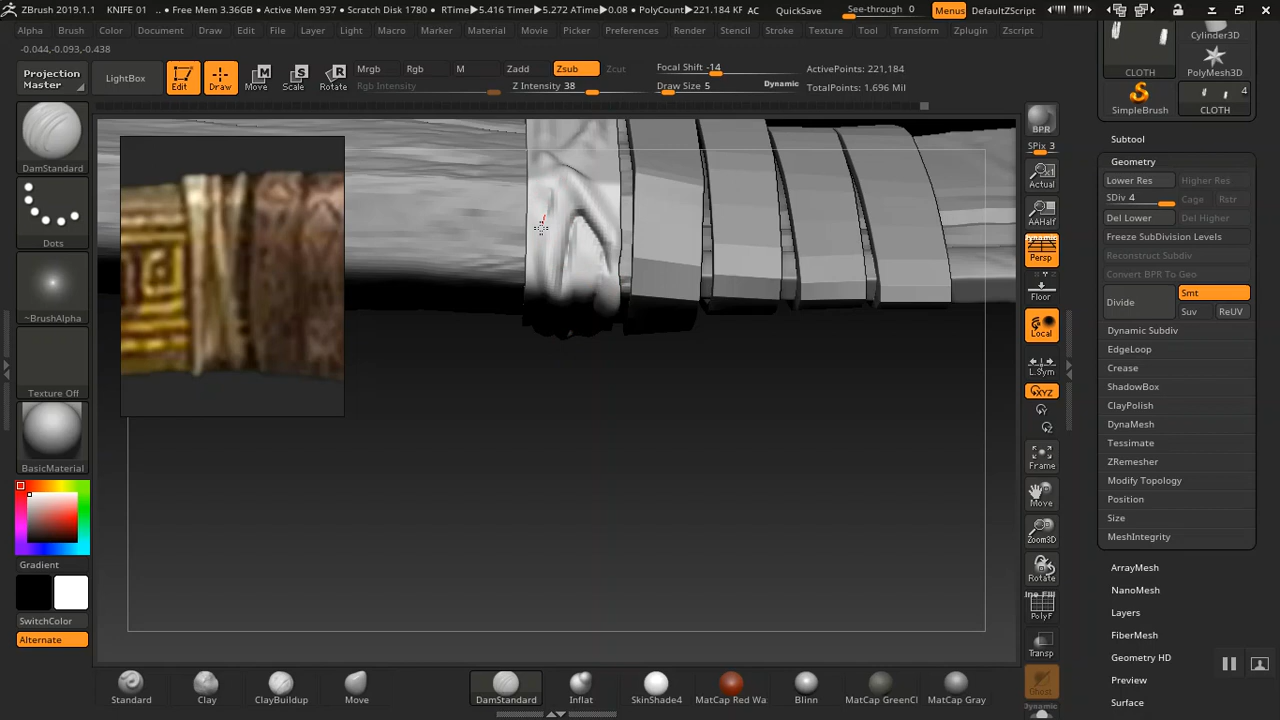 ZBrush 2019.1.1 KNIFE 01 .. • Free Mem 3.36GB • Active Mem 937 • Scratch Disk 1780 • RTime▶5.416 Timer▶5.272 ATime▶0.08 • PolyCount▶221.184 KF AC QuickSave See-through 0 Menus DefaultZScript
Alpha Brush Color Document Draw Edit File Layer Light Macro Marker Material Movie Picker Preferences Render Stencil Stroke Texture Tool Transform Zplugin Zscript
-0.044,-0.093,-0.438
Projection Master
LightBox
Edit
Draw
Move
Scale
Rotate
Mrgb Rgb M Zadd Zsub Zcut
Rgb Intensity
Z Intensity 38
Focal Shift -14
Draw Size 5
Dynamic
ActivePoints: 221,184
TotalPoints: 1.696 Mil
DamStandard
Dots
~BrushAlpha
Texture Off
BasicMaterial
Gradient
SwitchColor
Alternate
BPR
SPix 3
Actual
AAHalf
Dynamic
Persp
Floor
Local
L.Sym
XYZ
Y
Z
Frame
Move
Zoom3D
Rotate
Line Fill
PolyF
Transp
Ghost
Dynamic
CLOTH
Cylinder3D
PolyMesh3D
SimpleBrush
4
CLOTH
Subtool
Geometry
Lower Res Higher Res
SDiv 4 Cage Rstr
Del Lower Del Higher
Freeze SubDivision Levels
Reconstruct Subdiv
Convert BPR To Geo
Divide
Smt
Suv ReUV
Dynamic Subdiv
EdgeLoop
Crease
ShadowBox
ClayPolish
DynaMesh
Tessimate
ZRemesher
Modify Topology
Position
Size
MeshIntegrity
ArrayMesh
NanoMesh
Layers
FiberMesh
Geometry HD
Preview
Surface
Standard Clay ClayBuildup Move DamStandard Inflat SkinShade4 MatCap Red Wa Blinn MatCap GreenCl MatCap Gray